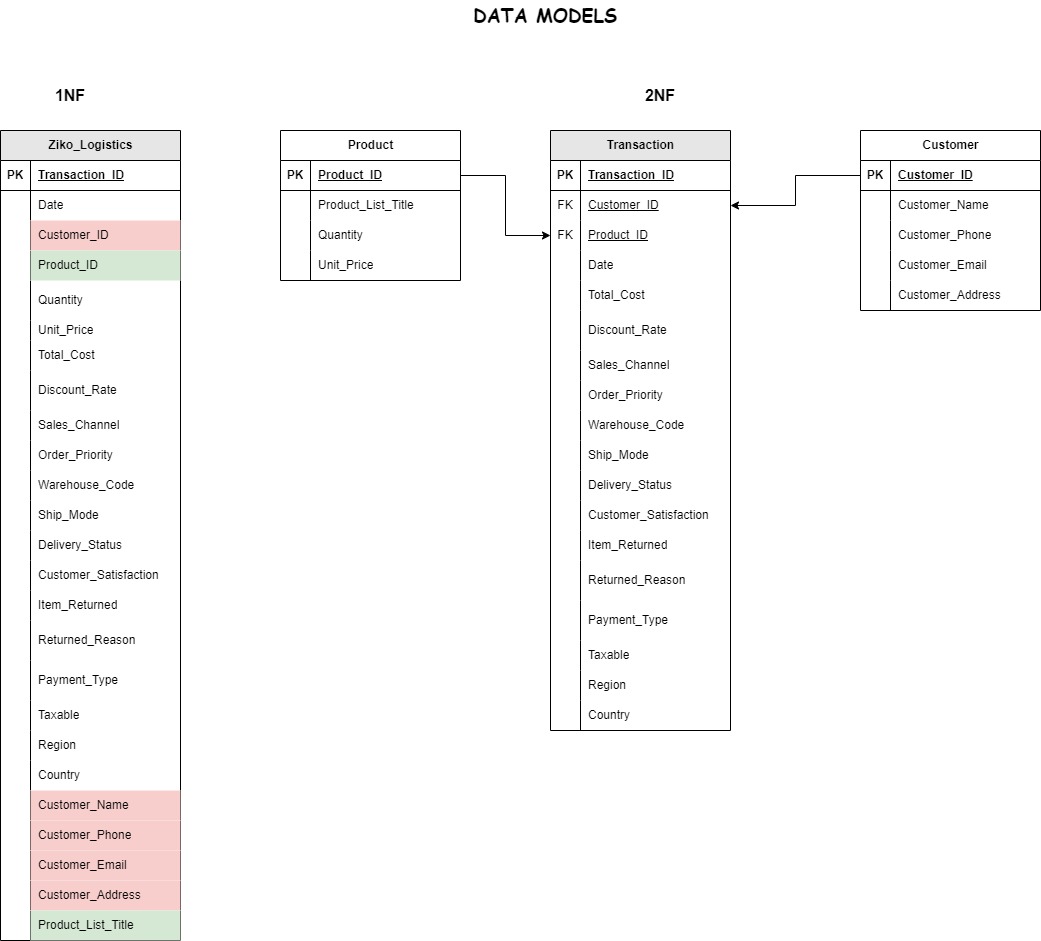 DATA MODELS
1NF
2NF
Ziko_Logistics
PK Transaction_ID
Date
Customer_ID
Product_ID
Quantity
Unit_Price
Total_Cost
Discount_Rate
Sales_Channel
Order_Priority
Warehouse_Code
Ship_Mode
Delivery_Status
Customer_Satisfaction
Item_Returned
Returned_Reason
Payment_Type
Taxable
Region
Country
Customer_Name
Customer_Phone
Customer_Email
Customer_Address
Product_List_Title
Product
PK Product_ID
Product_List_Title
Quantity
Unit_Price
Transaction
PK Transaction_ID
FK Customer_ID
FK Product_ID
Date
Total_Cost
Discount_Rate
Sales_Channel
Order_Priority
Warehouse_Code
Ship_Mode
Delivery_Status
Customer_Satisfaction
Item_Returned
Returned_Reason
Payment_Type
Taxable
Region
Country
Customer
PK Customer_ID
Customer_Name
Customer_Phone
Customer_Email
Customer_Address